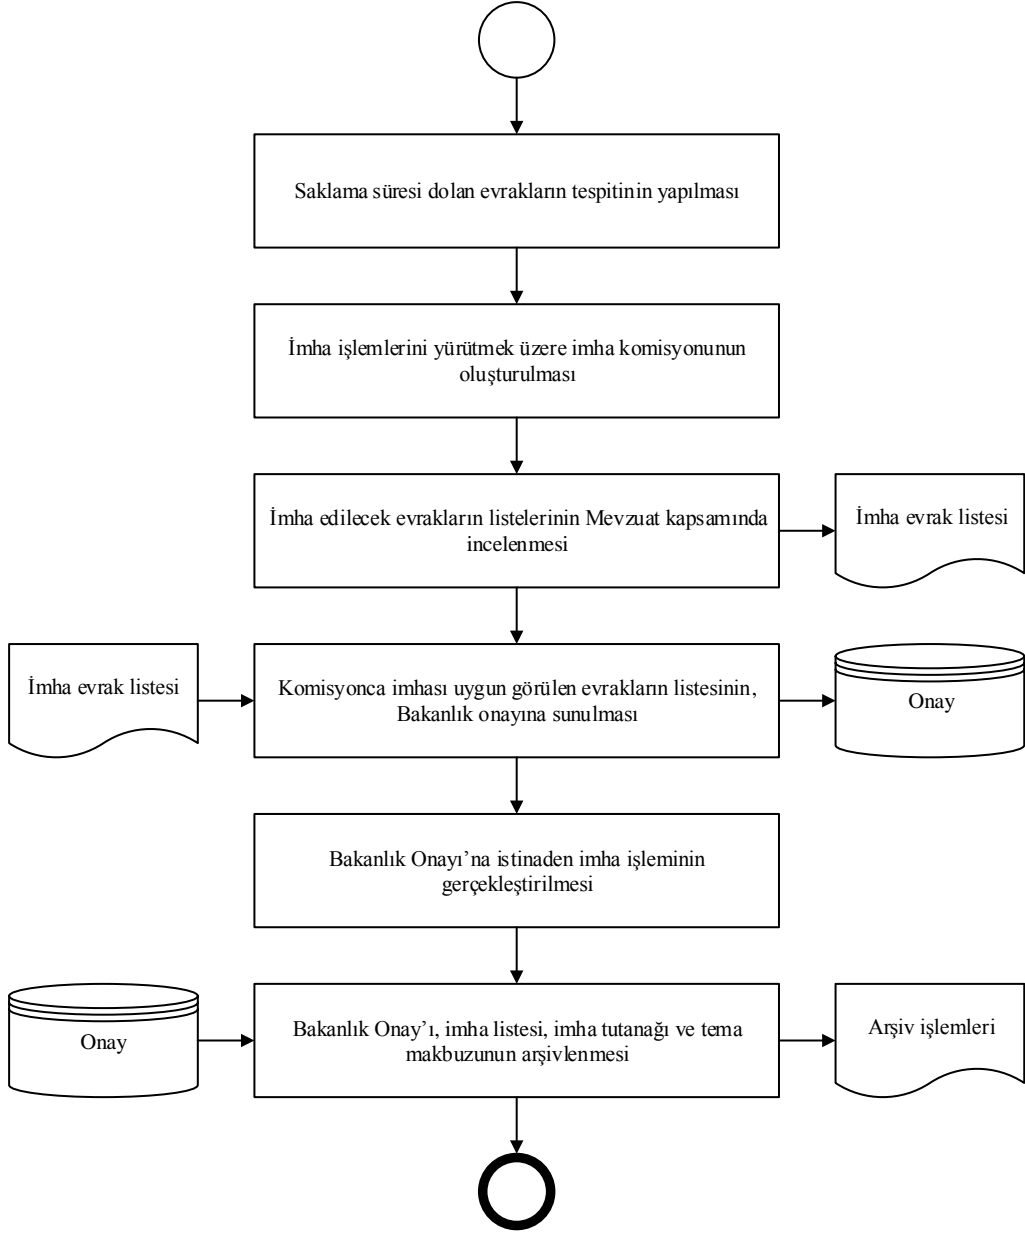 Saklama süresi dolan evrakların tespitinin yapılması
İmha işlemlerini yürütmek üzere imha komisyonunun
oluşturulması
İmha edilecek evrakların listelerinin Mevzuat kapsamında
incelenmesi
İmha evrak listesi
İmha evrak listesi
Komisyonca imhası uygun görülen evrakların listesinin,
Bakanlık onayına sunulması
Onay
Bakanlık Onayı’na istinaden imha işleminin
gerçekleştirilmesi
Onay
Bakanlık Onay’ı, imha listesi, imha tutanağı ve tema
makbuzunun arşivlenmesi
Arşiv işlemleri